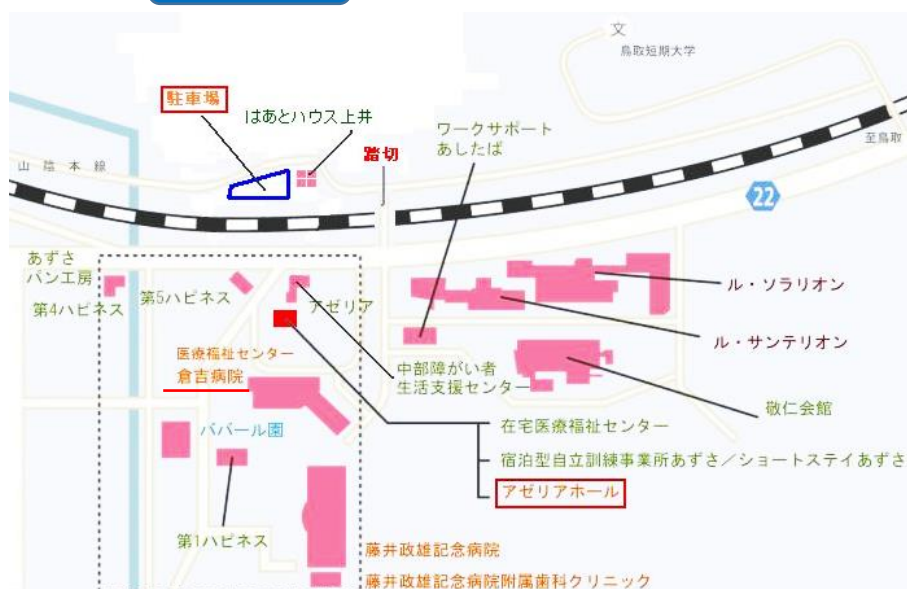 文
鳥取短期大学
駐車場
はあとハウス上井
踏切
ワークサポート
あしたば
至鳥取
山陰本線
22
あずさ
パン工房
第4ハピネス
第5ハピネス
アゼリア
ル・ソラリオン
ル・サンテリオン
医療福祉センター
倉吉病院
中部障がい者
生活支援センター
敬仁会館
ババール園
在宅医療福祉センター
宿泊型自立訓練事業所あずさ／ショートステイあずさ
アゼリアホール
第1ハピネス
藤井政雄記念病院
藤井政雄記念病院附属歯科クリニック